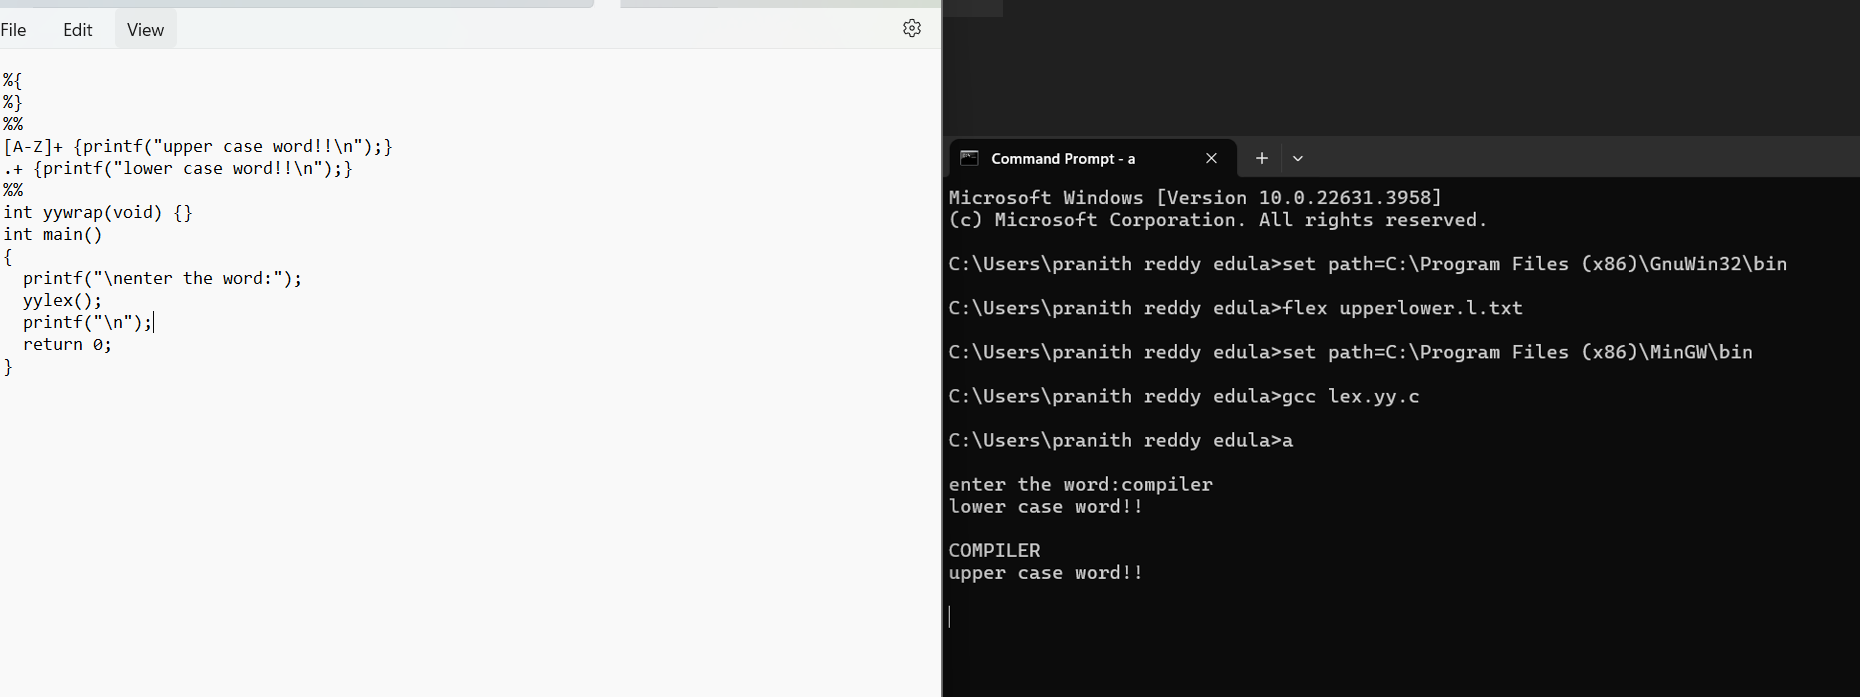 File Edit View
%{
%}
%%
[A-Z]+ {printf("upper case word!!\n");}
.+ {printf("lower case word!!\n");}
%%
int yywrap(void) {}
int main()
{
  printf("\nenter the word:");
  yylex();
  printf("\n");
  return 0;
}
Command Prompt - a
Microsoft Windows [Version 10.0.22631.3958]
(c) Microsoft Corporation. All rights reserved.
C:\Users\pranith reddy edula>set path=C:\Program Files (x86)\GnuWin32\bin
C:\Users\pranith reddy edula>flex upperlower.l.txt
C:\Users\pranith reddy edula>set path=C:\Program Files (x86)\MinGW\bin
C:\Users\pranith reddy edula>gcc lex.yy.c
C:\Users\pranith reddy edula>a
enter the word:compiler
lower case word!!
COMPILER
upper case word!!